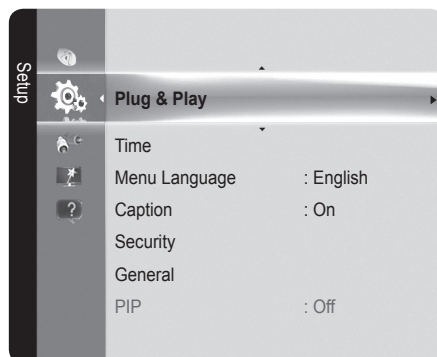 Setup
Plug & Play
Time
Menu Language : English
Caption : On
Security
General
PIP : Off